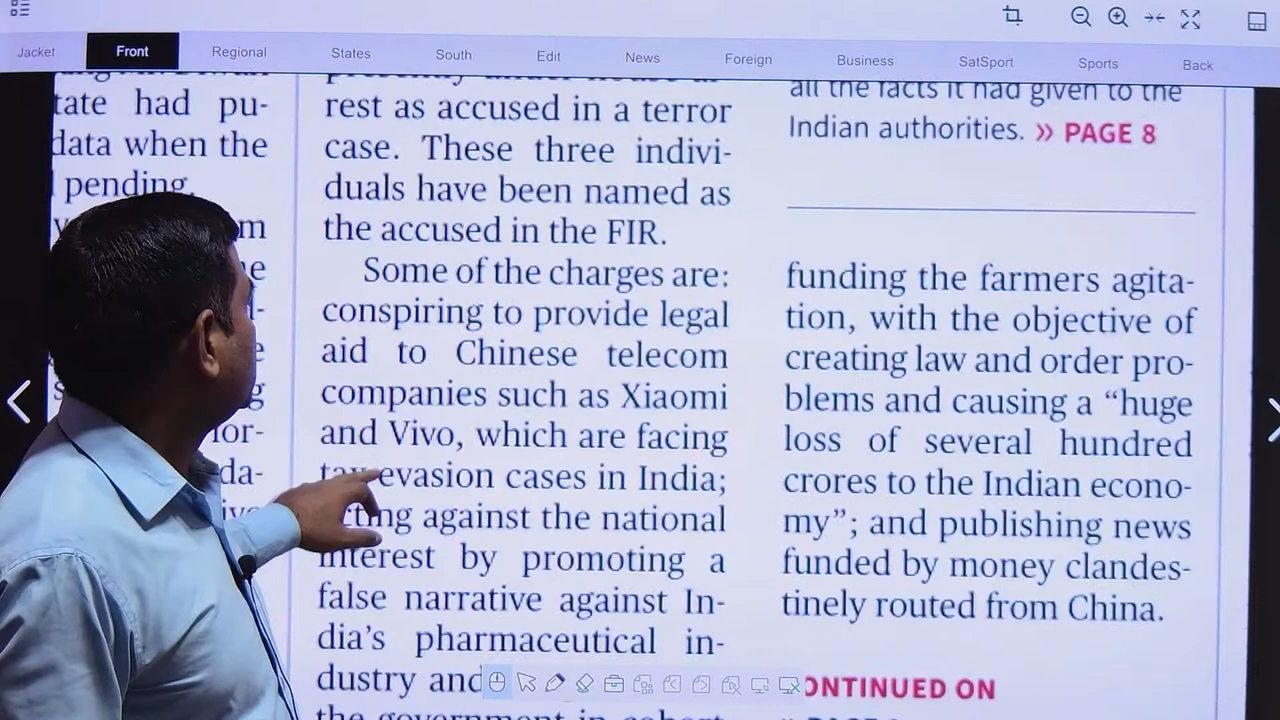 Jacket Front Regional States South Edit News Foreign Business SatSport Sports Back
tate had pu-
data when the
pending.
rest as accused in a terror
case. These three indivi-
duals have been named as
the accused in the FIR.
Some of the charges are:
conspiring to provide legal
aid to Chinese telecom
companies such as Xiaomi
and Vivo, which are facing
tax evasion cases in India;
against the national
interest by promoting a
false narrative against In-
dia's pharmaceutical in-
dustry and
the government in
all the facts it had given to the
Indian authorities. » PAGE 8
funding the farmers agita-
tion, with the objective of
creating law and order pro-
blems and causing a “huge
loss of several hundred
crores to the Indian econo-
my”; and publishing news
funded by money clandes-
tinely routed from China.
ONTINUED ON